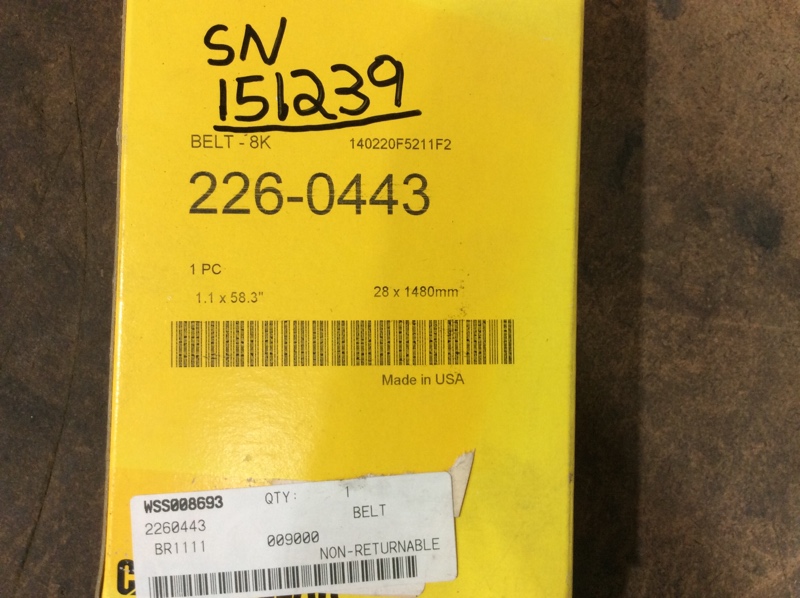 SN
151239
BELT - 8K 140220F5211F2
226-0443
1 PC
1.1 x 58.3" 28 x 1480mm
Made in USA
WSS008693 QTY: 1
2260443 BELT
BR1111 009000 NON-RETURNABLE